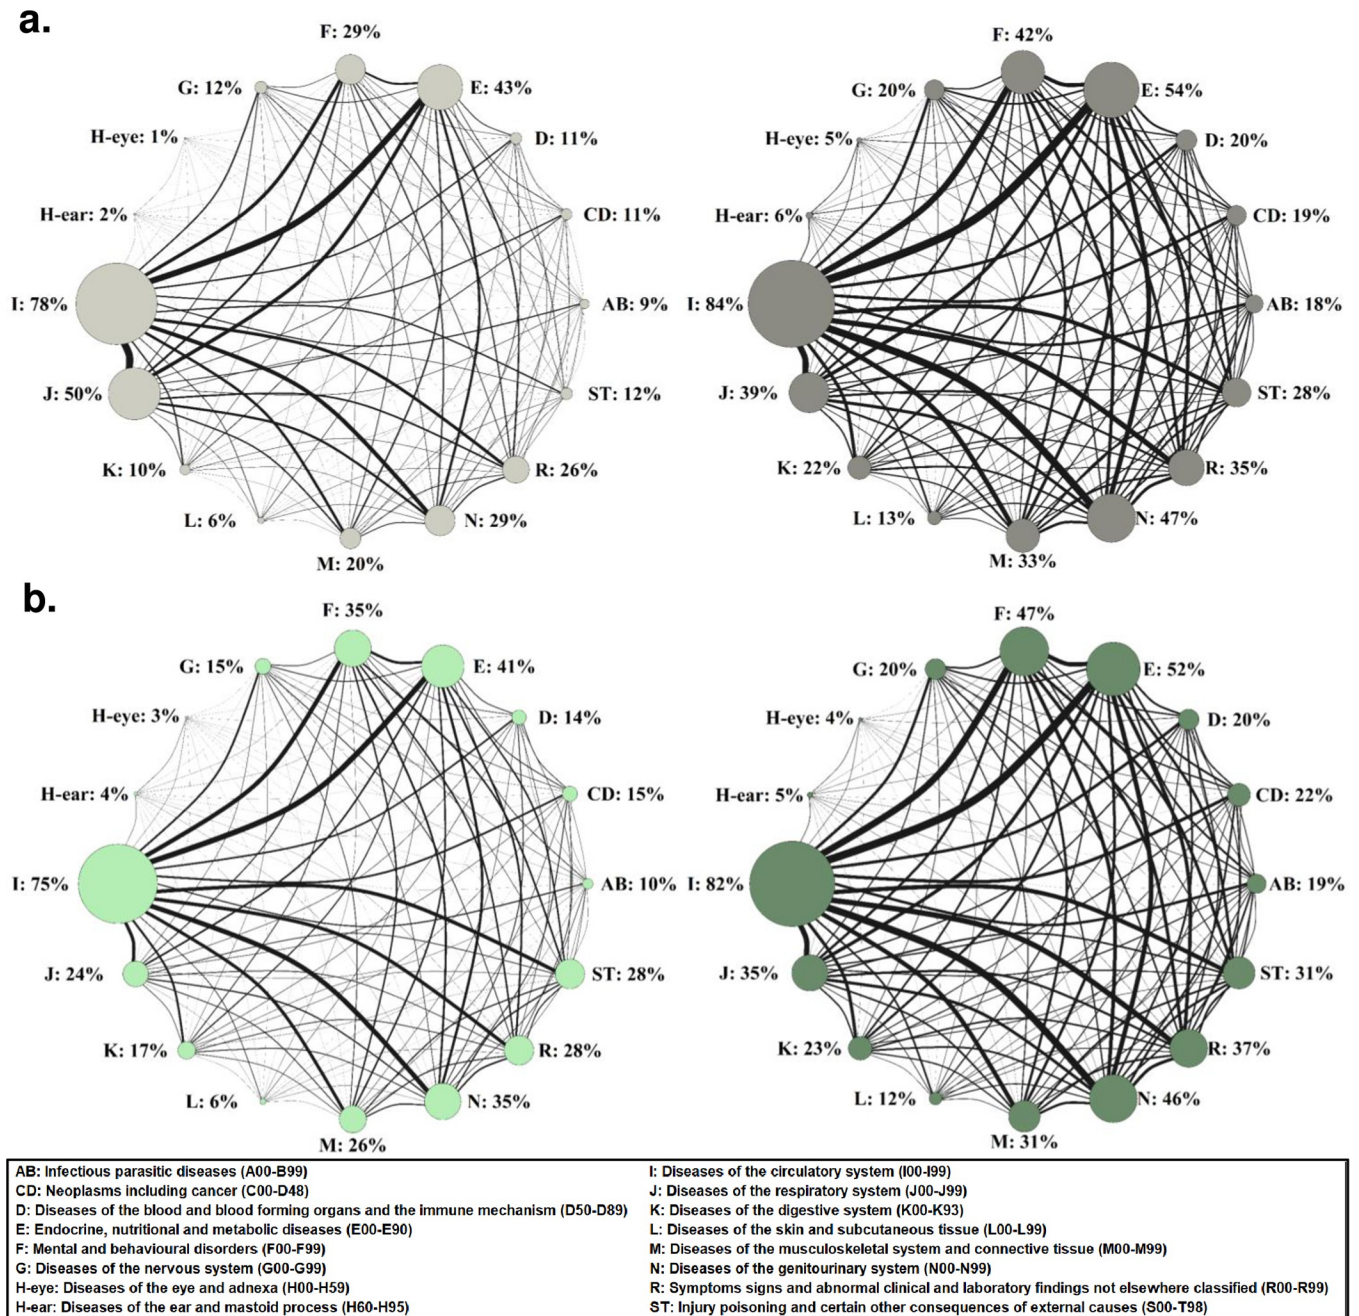 a.
F: 29%
G: 12%
E: 43%
H-eye: 1%
D: 11%
H-ear: 2%
CD: 11%
I: 78%
AB: 9%
J: 50%
ST: 12%
K: 10%
R: 26%
L: 6%
N: 29%
M: 20%
F: 42%
G: 20%
E: 54%
H-eye: 5%
D: 20%
H-ear: 6%
CD: 19%
I: 84%
AB: 18%
J: 39%
ST: 28%
K: 22%
R: 35%
L: 13%
N: 47%
M: 33%
b.
F: 35%
G: 15%
E: 41%
H-eye: 3%
D: 14%
H-ear: 4%
CD: 15%
I: 75%
AB: 10%
J: 24%
ST: 28%
K: 17%
R: 28%
L: 6%
N: 35%
M: 26%
F: 47%
G: 20%
E: 52%
H-eye: 4%
D: 20%
H-ear: 5%
CD: 22%
I: 82%
AB: 19%
J: 35%
ST: 31%
K: 23%
R: 37%
L: 12%
N: 46%
M: 31%
AB: Infectious parasitic diseases (A00-B99)
CD: Neoplasms including cancer (C00-D48)
D: Diseases of the blood and blood forming organs and the immune mechanism (D50-D89)
E: Endocrine, nutritional and metabolic diseases (E00-E90)
F: Mental and behavioural disorders (F00-F99)
G: Diseases of the nervous system (G00-G99)
H-eye: Diseases of the eye and adnexa (H00-H59)
H-ear: Diseases of the ear and mastoid process (H60-H95)
I: Diseases of the circulatory system (I00-I99)
J: Diseases of the respiratory system (J00-J99)
K: Diseases of the digestive system (K00-K93)
L: Diseases of the skin and subcutaneous tissue (L00-L99)
M: Diseases of the musculoskeletal system and connective tissue (M00-M99)
N: Diseases of the genitourinary system (N00-N99)
R: Symptoms signs and abnormal clinical and laboratory findings not elsewhere classified (R00-R99)
ST: Injury poisoning and certain other consequences of external causes (S00-T98)